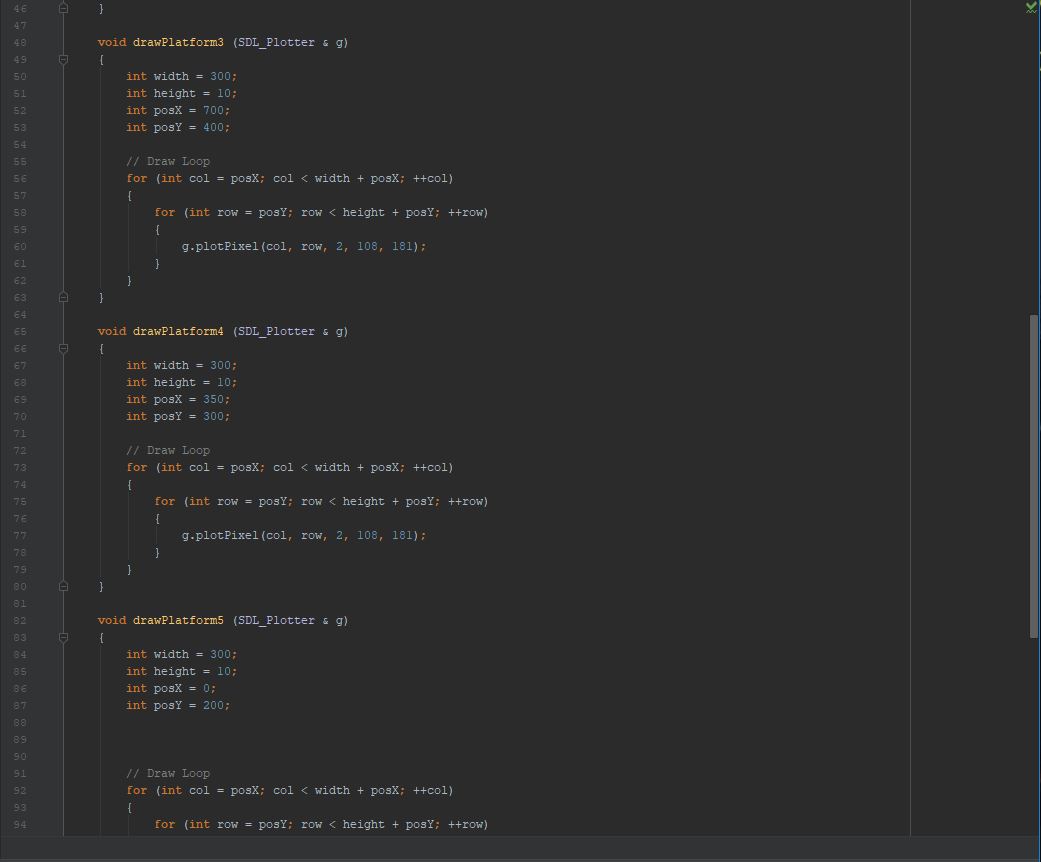 46 }
47
48 void drawPlatform3 (SDL_Plotter & g)
49 {
50 int width = 300;
51 int height = 10;
52 int posX = 700;
53 int posY = 400;
54
55 // Draw Loop
56 for (int col = posX; col < width + posX; ++col)
57 {
58 for (int row = posY; row < height + posY; ++row)
59 {
60 g.plotPixel(col, row, 2, 108, 181);
61 }
62 }
63 }
64
65 void drawPlatform4 (SDL_Plotter & g)
66 {
67 int width = 300;
68 int height = 10;
69 int posX = 350;
70 int posY = 300;
71
72 // Draw Loop
73 for (int col = posX; col < width + posX; ++col)
74 {
75 for (int row = posY; row < height + posY; ++row)
76 {
77 g.plotPixel(col, row, 2, 108, 181);
78 }
79 }
80 }
81
82 void drawPlatform5 (SDL_Plotter & g)
83 {
84 int width = 300;
85 int height = 10;
86 int posX = 0;
87 int posY = 200;
88
89
90
91 // Draw Loop
92 for (int col = posX; col < width + posX; ++col)
93 {
94 for (int row = posY; row < height + posY; ++row)